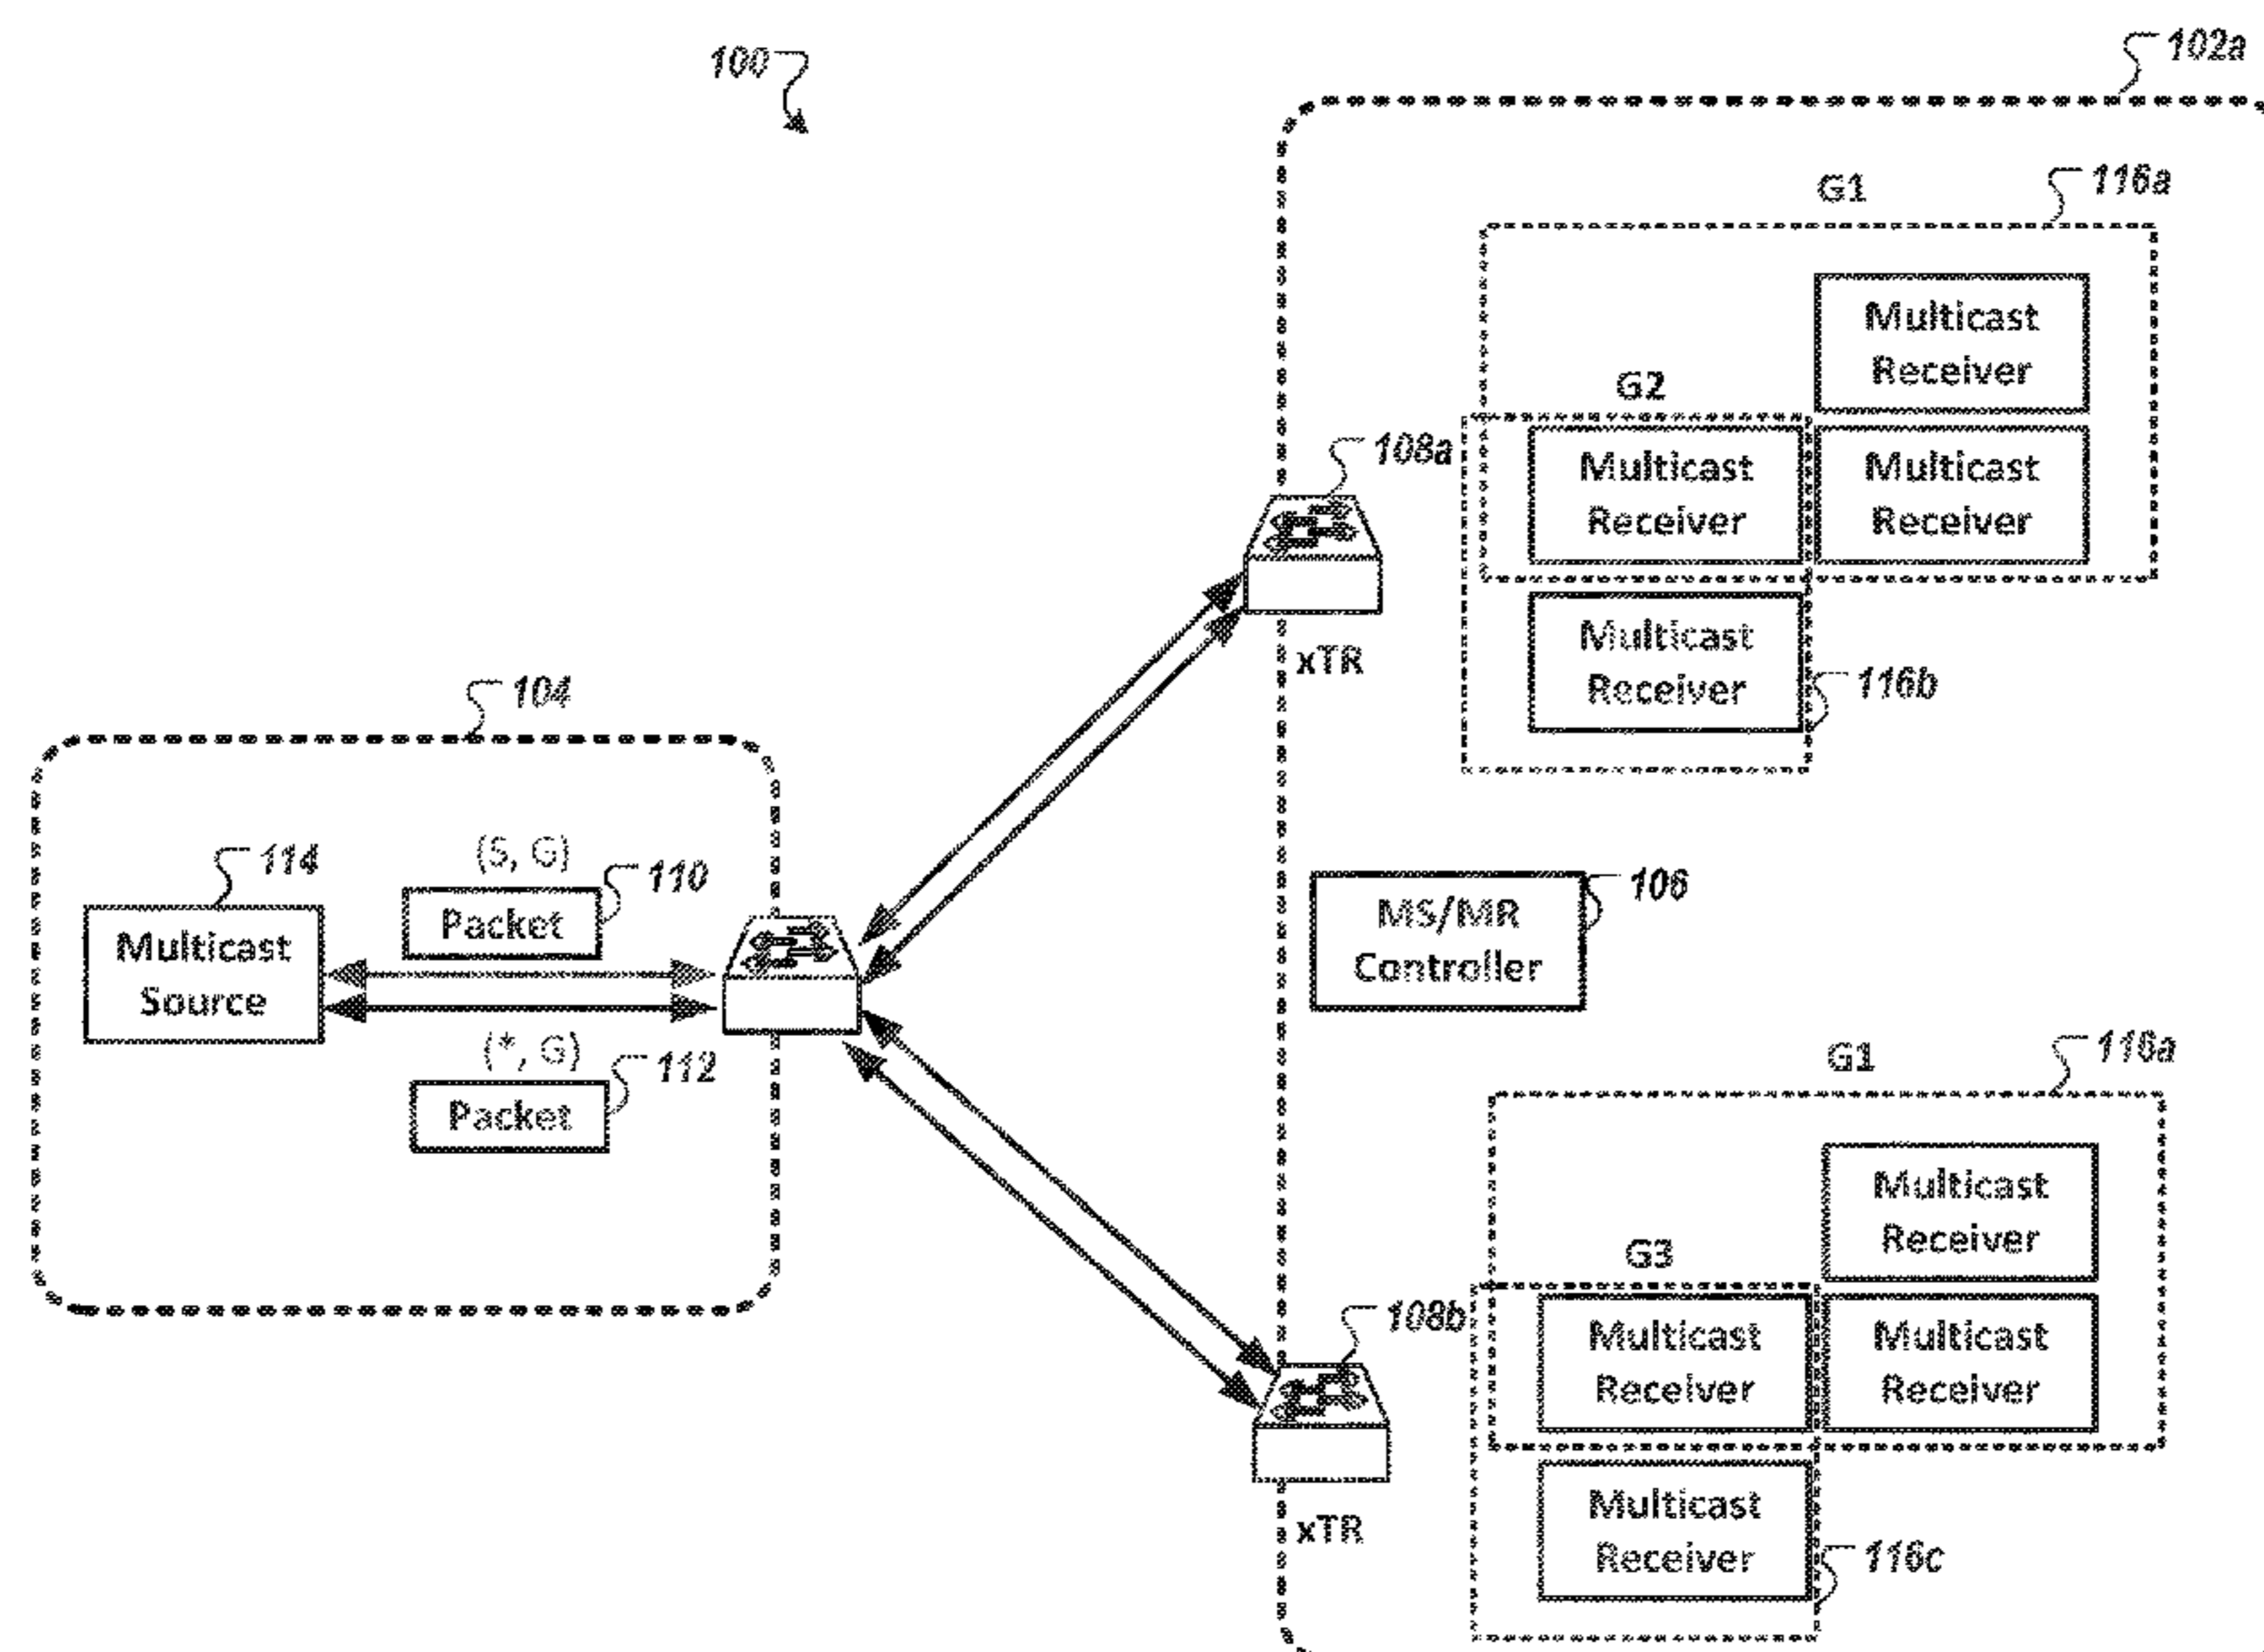 100
102a
G1
116a
Multicast
Receiver
G2
108a
Multicast
Receiver
Multicast
Receiver
xTR
Multicast
Receiver
116b
104
114
(S, G)
110
Packet
Multicast
Source
106
MS/MR
Controller
(*, G)
112
Packet
G1
116a
Multicast
Receiver
G3
108b
Multicast
Receiver
Multicast
Receiver
xTR
Multicast
Receiver
116c